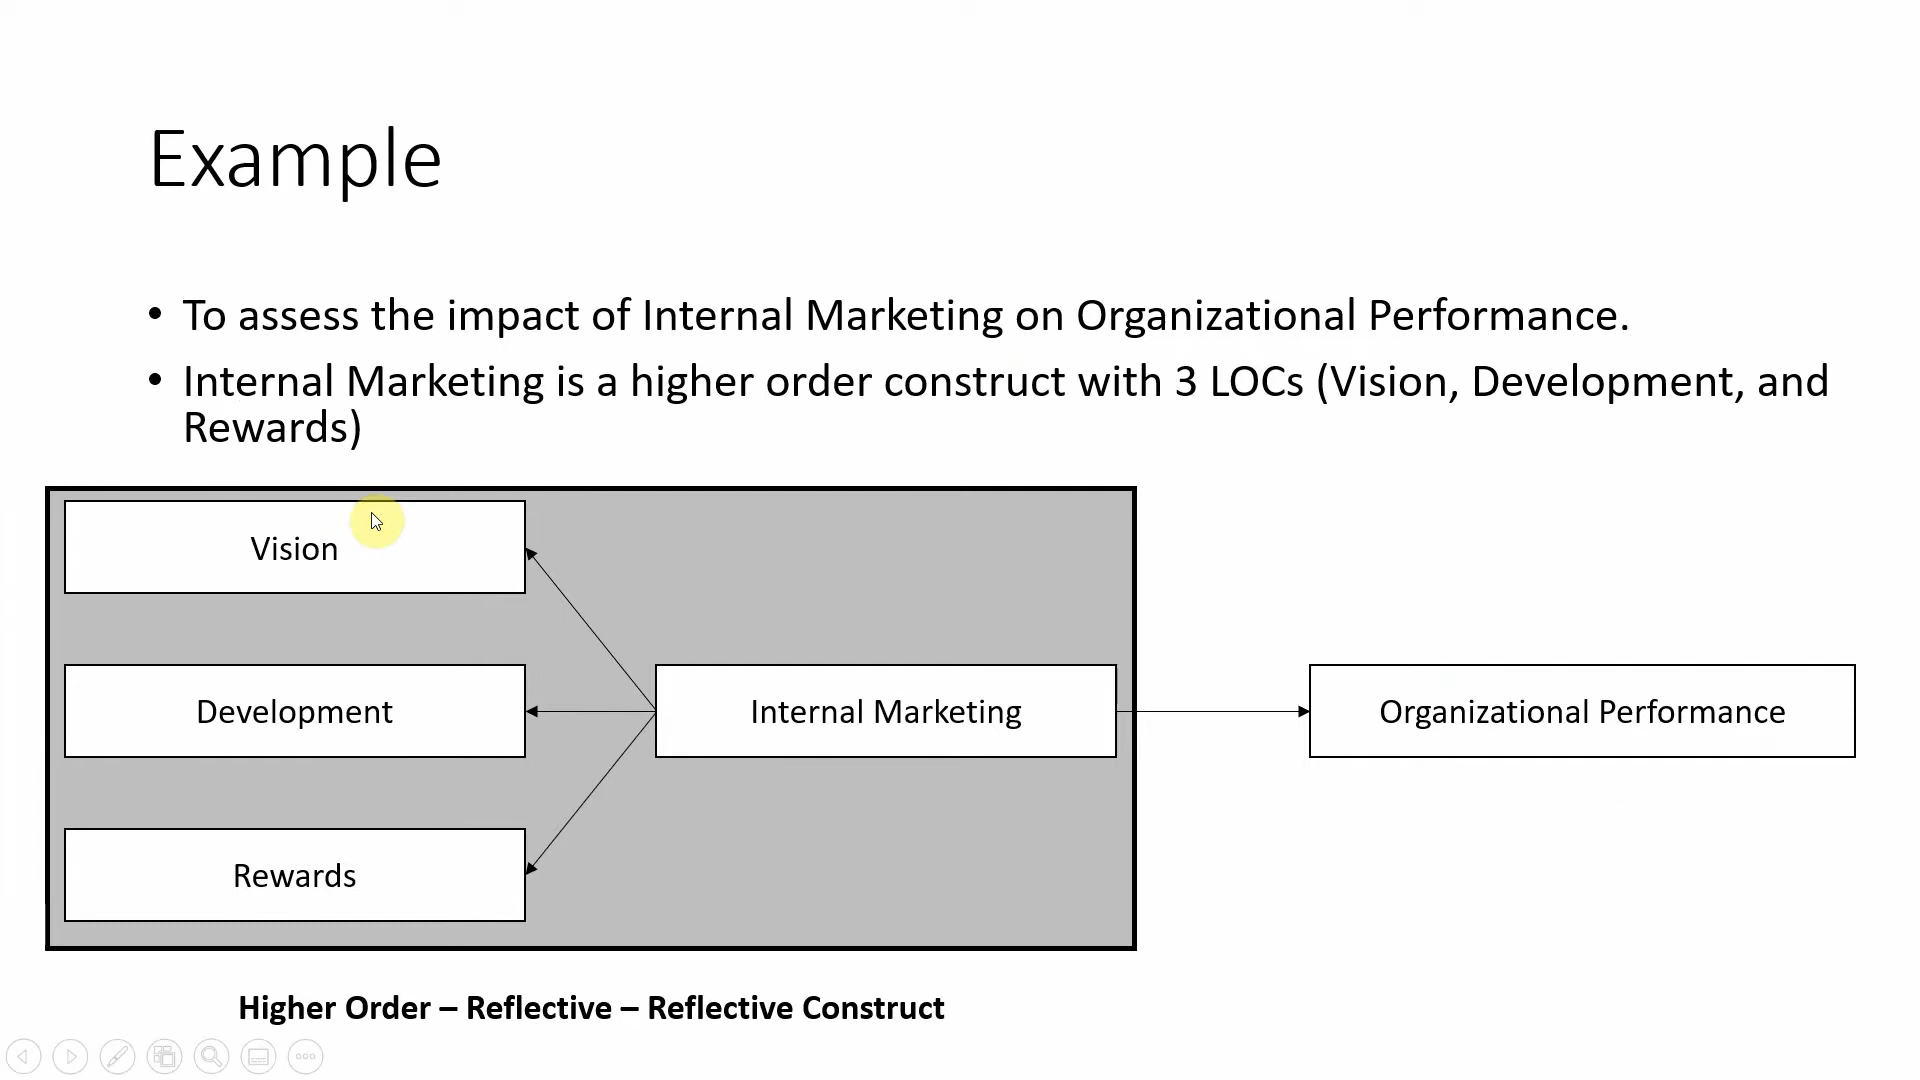 Example
• To assess the impact of Internal Marketing on Organizational Performance.
• Internal Marketing is a higher order construct with 3 LOCs (Vision, Development, and
Rewards)
Vision
Development
Internal Marketing
Organizational Performance
Rewards
Higher Order – Reflective – Reflective Construct